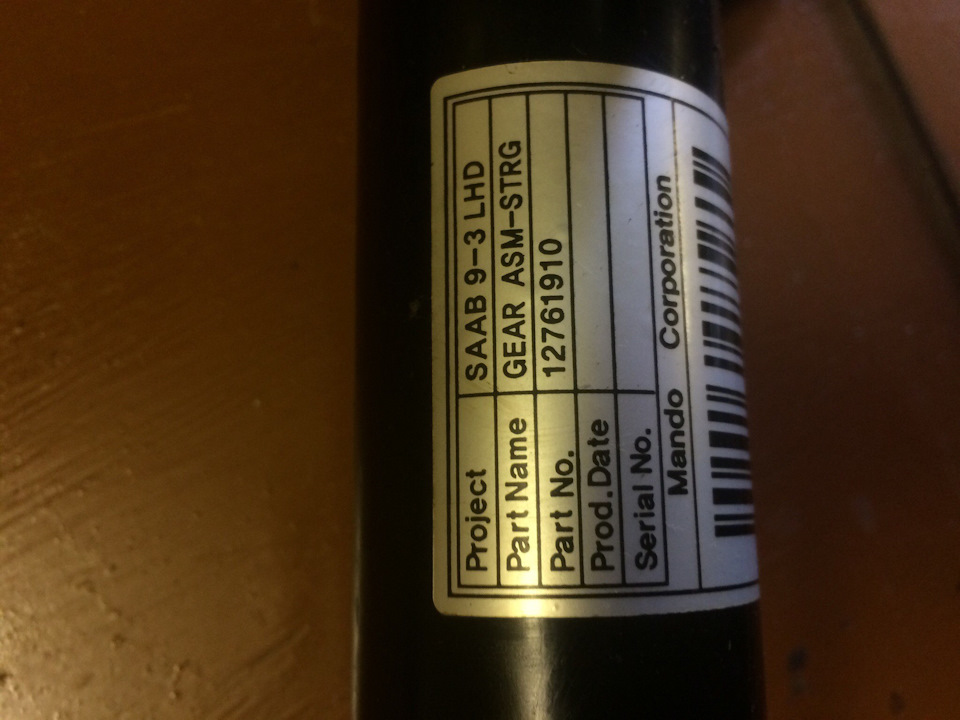 Project SAAB 9-3 LHD
Part Name GEAR ASM-STRG
Part No. 12761910
Prod.Date
Serial No.
Mando Corporation